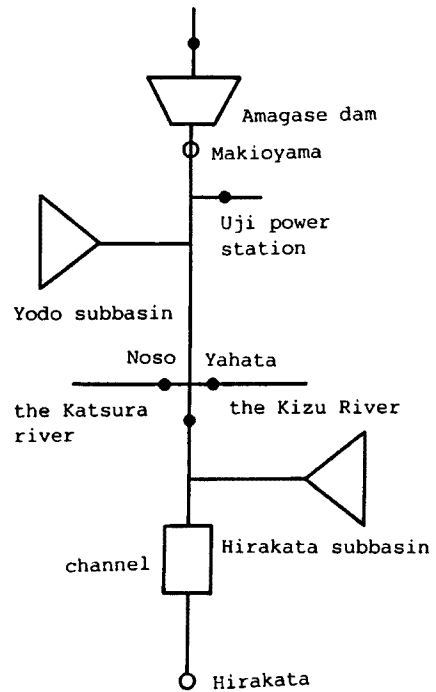 Amagase dam
Makioyama
Uji power
station
Yodo subbasin
Noso
Yahata
the Katsura
river
the Kizu River
Hirakata subbasin
channel
Hirakata